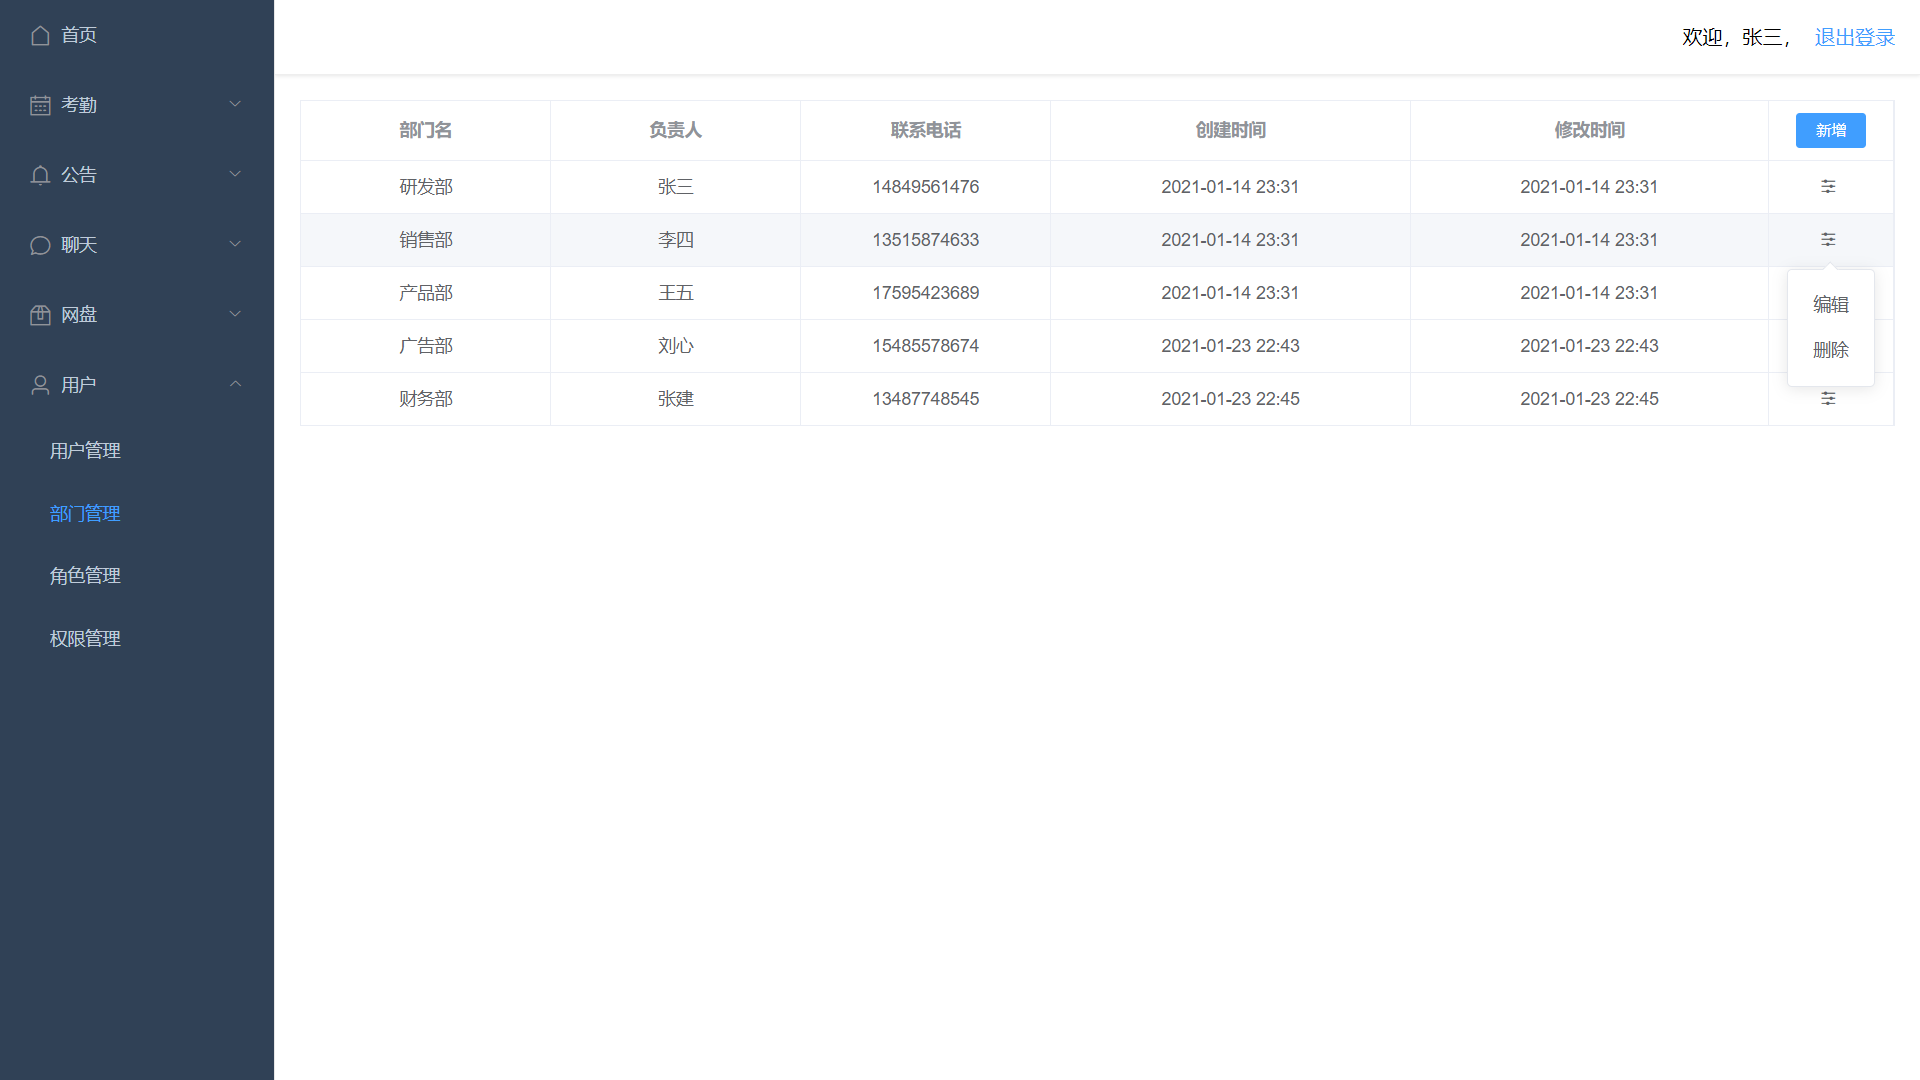 首页
考勤
公告
聊天
网盘
用户
用户管理
部门管理
角色管理
权限管理
欢迎，张三， 退出登录
部门名 负责人 联系电话 创建时间 修改时间 新增
研发部 张三 14849561476 2021-01-14 23:31 2021-01-14 23:31
销售部 李四 13515874633 2021-01-14 23:31 2021-01-14 23:31
产品部 王五 17595423689 2021-01-14 23:31 2021-01-14 23:31
广告部 刘心 15485578674 2021-01-23 22:43 2021-01-23 22:43
财务部 张建 13487748545 2021-01-23 22:45 2021-01-23 22:45
编辑
删除